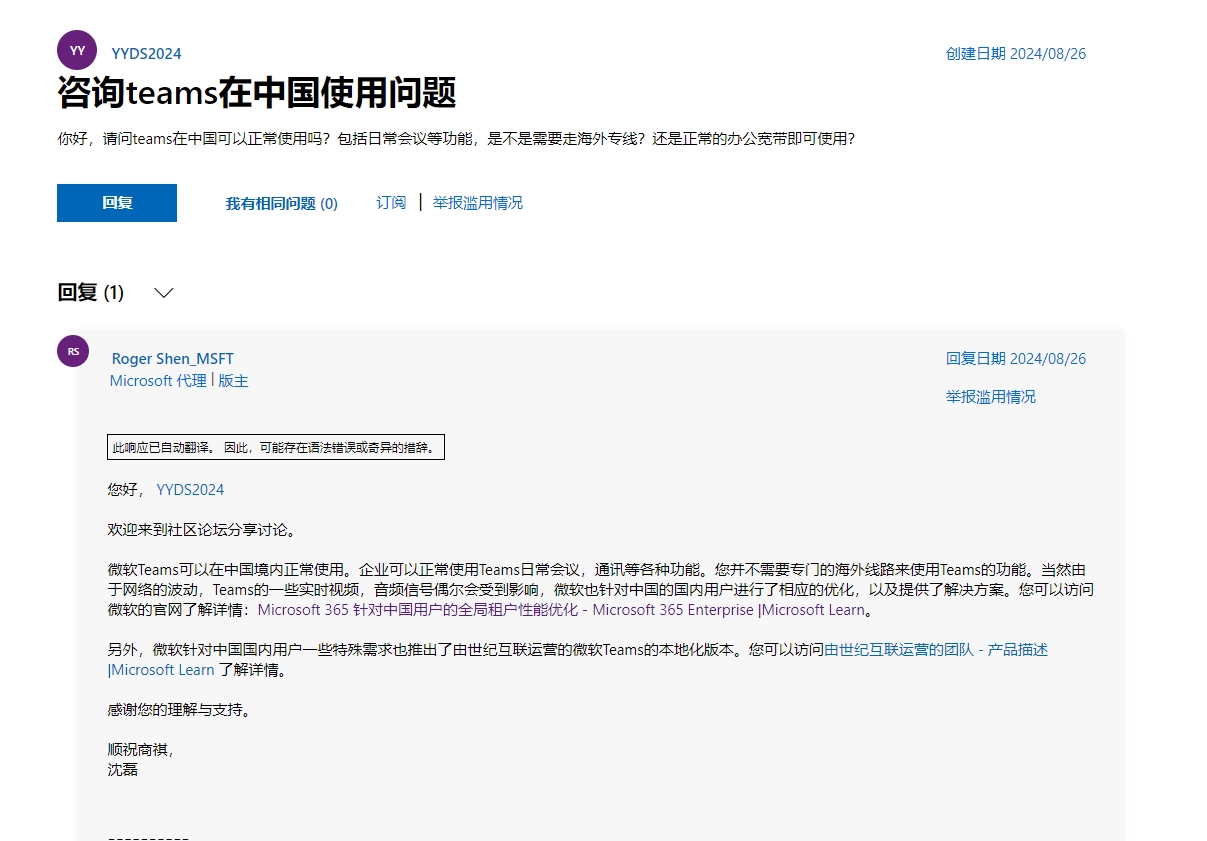 YY
YYDS2024
创建日期 2024/08/26
咨询teams在中国使用问题
你好，请问teams在中国可以正常使用吗？包括日常会议等功能，是不是需要走海外专线？还是正常的办公宽带即可使用？
回复
我有相同问题 (0)
订阅 | 举报滥用情况
回复 (1)
RS
Roger Shen_MSFT
回复日期 2024/08/26
Microsoft 代理 | 版主
举报滥用情况
此响应已自动翻译。 因此，可能存在语法错误或奇异的措辞。
您好， YYDS2024
欢迎来到社区论坛分享讨论。
微软Teams可以在中国境内正常使用。企业可以正常使用Teams日常会议，通讯等各种功能。您并不需要专门的海外线路来使用Teams的功能。当然由
于网络的波动，Teams的一些实时视频，音频信号偶尔会受到影响，微软也针对中国的国内用户进行了相应的优化，以及提供了解决方案。您可以访问
微软的官网了解详情：Microsoft 365 针对中国用户的全局租户性能优化 - Microsoft 365 Enterprise |Microsoft Learn。
另外，微软针对中国国内用户一些特殊需求也推出了由世纪互联运营的微软Teams的本地化版本。您可以访问由世纪互联运营的团队 - 产品描述
|Microsoft Learn 了解详情。
感谢您的理解与支持。
顺祝商祺，
沈磊
----------